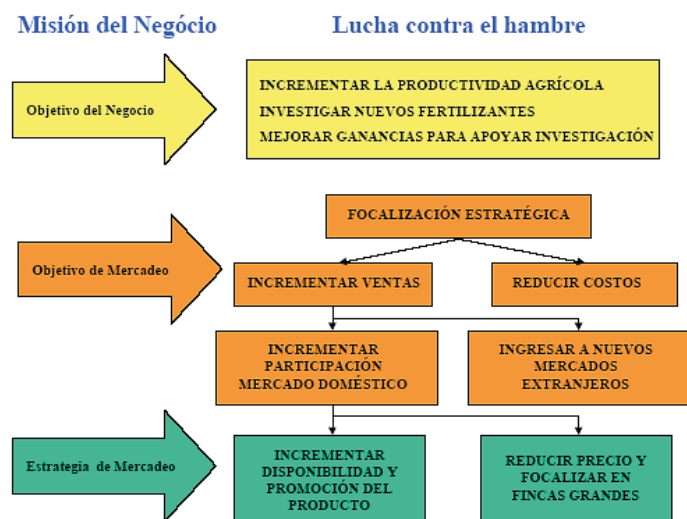 Misión del Negócio
Lucha contra el hambre
Objetivo del Negocio
INCREMENTAR LA PRODUCTIVIDAD AGRÍCOLA
INVESTIGAR NUEVOS FERTILIZANTES
MEJORAR GANANCIAS PARA APOYAR INVESTIGACIÓN
FOCALIZACIÓN ESTRATÉGICA
Objetivo de Mercadeo
INCREMENTAR VENTAS
REDUCIR COSTOS
INCREMENTAR
PARTICIPACIÓN
MERCADO DOMÉSTICO
INGRESAR A NUEVOS
MERCADOS
EXTRANJEROS
Estrategia de Mercadeo
INCREMENTAR
DISPONIBILIDAD Y
PROMOCIÓN DEL
PRODUCTO
REDUCIR PRECIO Y
FOCALIZAR EN
FINCAS GRANDES